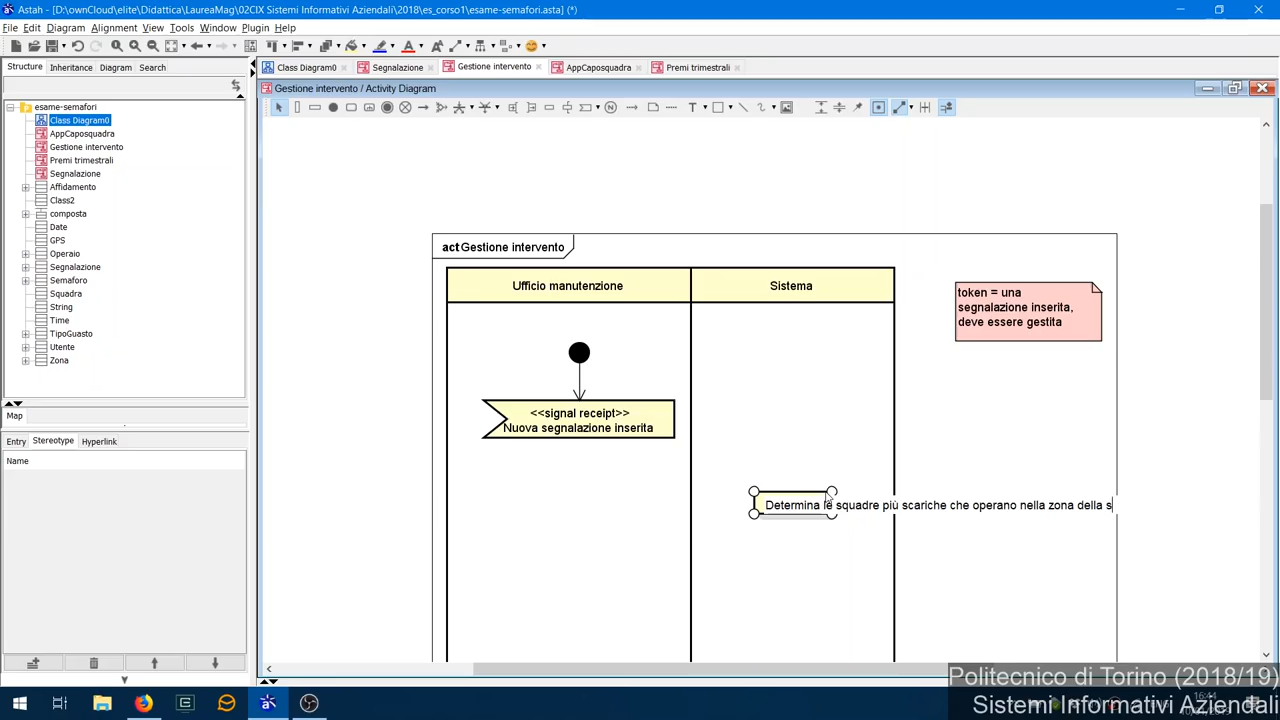 Astah - [D:\ownCloud\elite\Didattica\LaureaMag\02CIX Sistemi Informativi Aziendali\2018\es_corso1\esame-semafori.asta] (*)
File Edit Diagram Alignment View Tools Window Plugin Help
Structure Inheritance Diagram Search
Class Diagram0 Segnalazione Gestione intervento AppCaposquadra Premi trimestrali
Gestione intervento / Activity Diagram
esame-semafori
Class Diagram0
AppCaposquadra
Gestione intervento
Premi trimestrali
Segnalazione
Affidamento
Class2
composta
Date
GPS
Operaio
Segnalazione
Semaforo
Squadra
String
Time
TipoGuasto
Utente
Zona
Map
Entry Stereotype Hyperlink
Name
act Gestione intervento
Ufficio manutenzione Sistema
token = una
segnalazione inserita,
deve essere gestita
<<signal receipt>>
Nuova segnalazione inserita
Determina le squadre più scariche che operano nella zona della s
Politecnico di Torino (2018/19)
Sistemi Informativi Aziendali
16:44